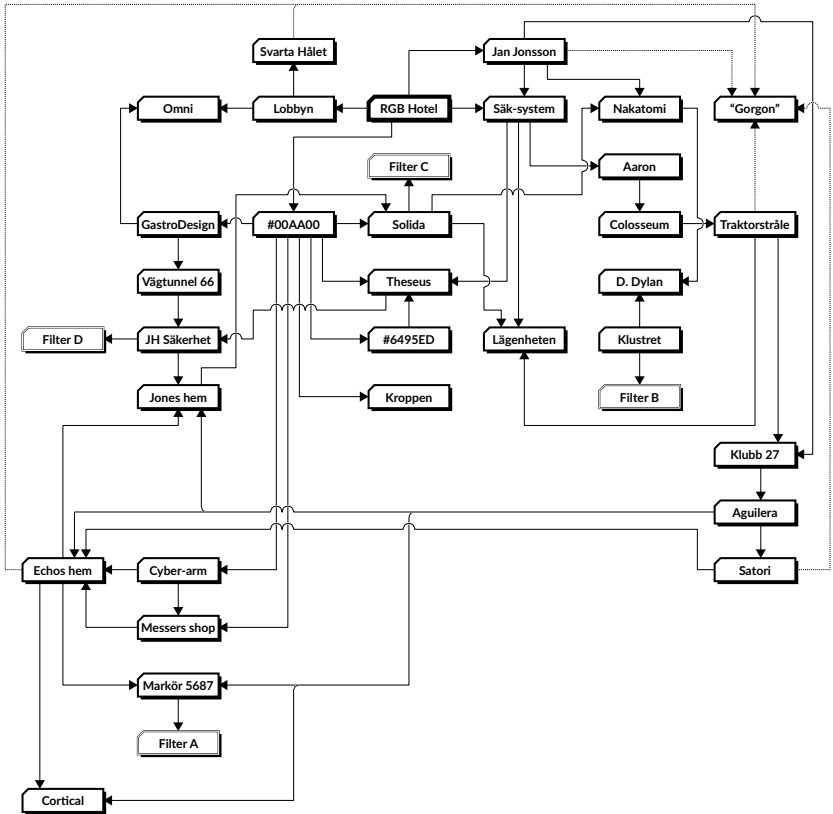 Svarta Hålet
Jan Jonsson
Omni
Lobbyn
RGB Hotel
Säk-system
Nakatomi
“Gorgon”
Filter C
Aaron
GastroDesign
#00AA00
Solida
Colosseum
Traktorstråle
Vägtunnel 66
Theseus
D. Dylan
Filter D
JH Säkerhet
#6495ED
Lägenheten
Klustret
Jones hem
Kroppen
Filter B
Klubb 27
Aguilera
Echos hem
Cyber-arm
Satori
Messers shop
Markör 5687
Filter A
Cortical